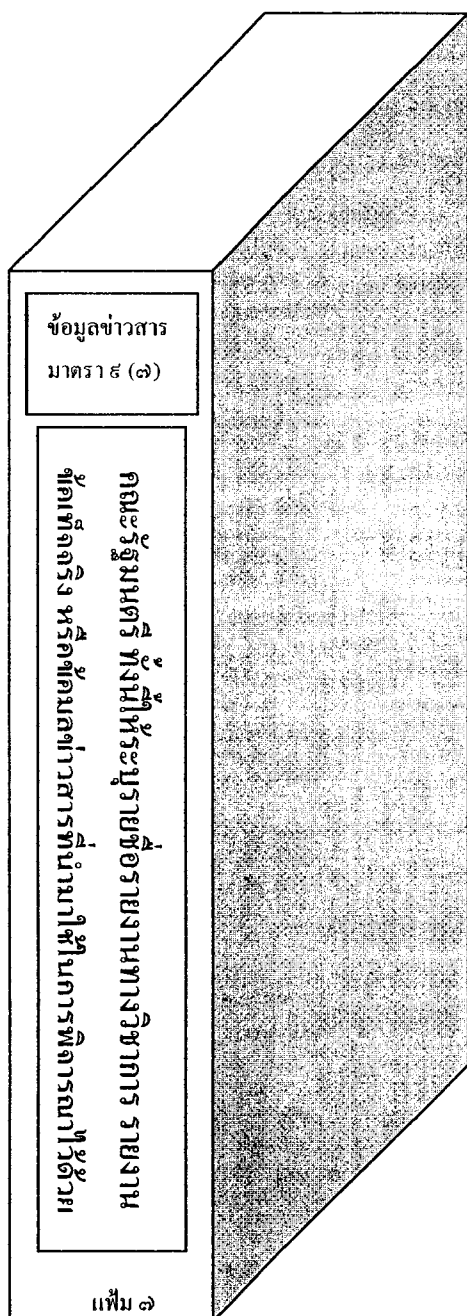 ข้อมูลข่าวสาร
มาตรา ๙ (๗)
คณะรัฐมนตรี ทั้งนี้ให้ระบุรายชื่อรายงานทางวิชาการ รายงาน
ข้อเท็จจริง หรือข้อมูลข่าวสารที่นำมาใช้ในการพิจารณาไว้ด้วย
แฟ้ม ๗